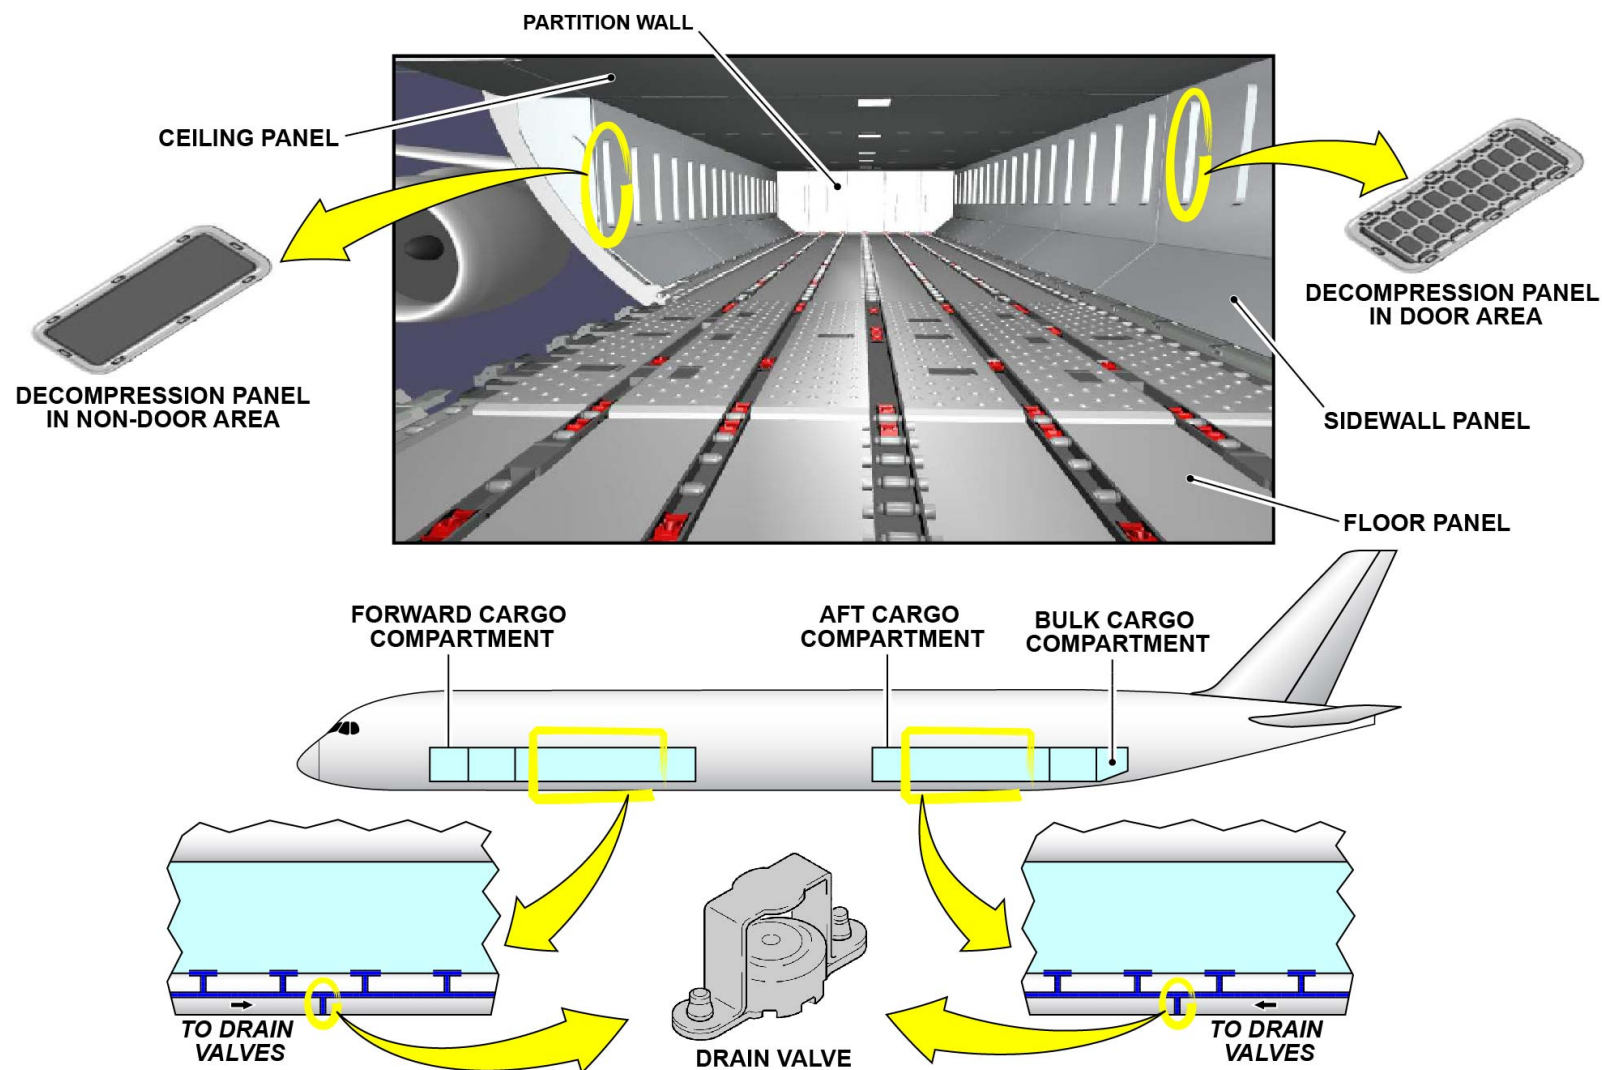 PARTITION WALL
CEILING PANEL
DECOMPRESSION PANEL
IN DOOR AREA
DECOMPRESSION PANEL
IN NON-DOOR AREA
SIDEWALL PANEL
FLOOR PANEL
FORWARD CARGO
COMPARTMENT
AFT CARGO
COMPARTMENT
BULK CARGO
COMPARTMENT
TO DRAIN
VALVES
DRAIN VALVE
TO DRAIN
VALVES